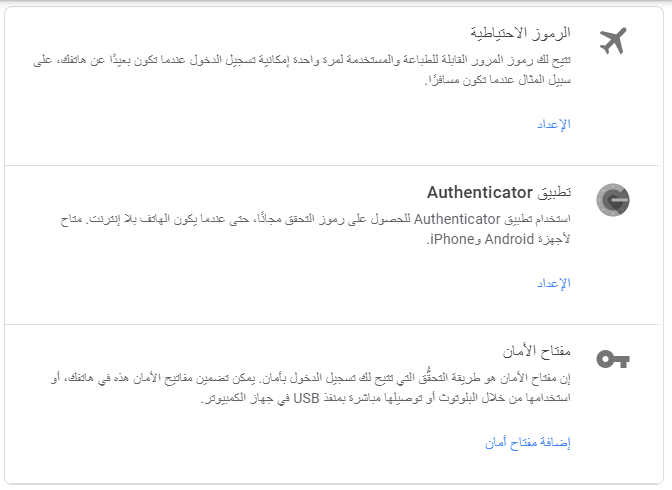 الرموز الاحتياطية
تتيح لك رموز المرور القابلة للطباعة والمستخدمة لمرة واحدة إمكانية تسجيل الدخول عندما تكون بعيدًا عن هاتفك، على
سبيل المثال عندما تكون مسافرًا.
الإعداد
تطبيق Authenticator
استخدام تطبيق Authenticator للحصول على رموز التحقق مجانًا، حتى عندما يكون الهاتف بلا إنترنت. متاح
لأجهزة Android وiPhone.
الإعداد
مفتاح الأمان
إن مفتاح الأمان هو طريقة التحقُّق التي تتيح لك تسجيل الدخول بأمان. يمكن تضمين مفاتيح الأمان هذه في هاتفك، أو
استخدامها من خلال البلوتوث أو توصيلها مباشرة بمنفذ USB في جهاز الكمبيوتر.
إضافة مفتاح أمان